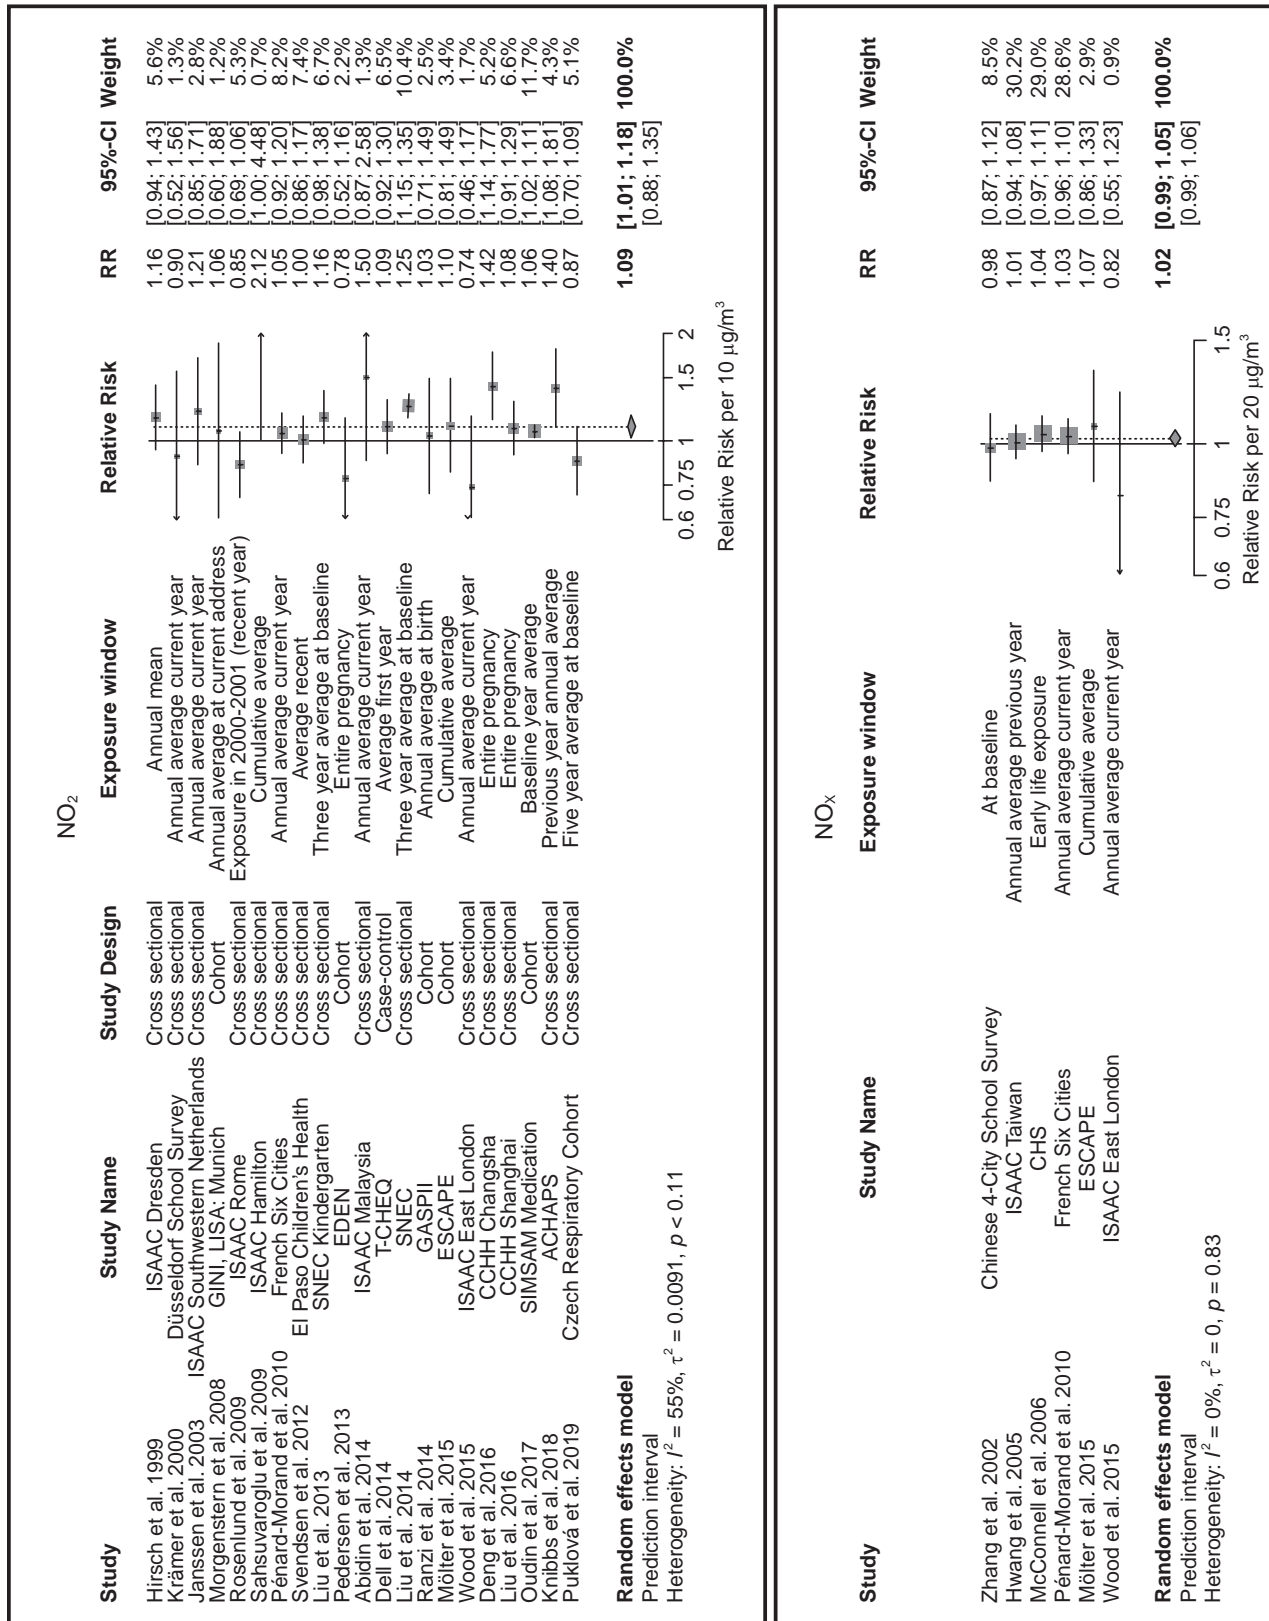 NO₂
Study Study Name Study Design Exposure window Relative Risk RR 95%-CI Weight
Hirsch et al. 1999 ISAAC Dresden Cross sectional Annual mean 1.16 [0.94; 1.43] 5.6%
Krämer et al. 2000 Düsseldorf School Survey Cross sectional Annual average current year 0.90 [0.52; 1.56] 1.3%
Janssen et al. 2003 ISAAC Southwestern Netherlands Cross sectional Annual average current year 1.21 [0.85; 1.71] 2.8%
Morgenstern et al. 2008 GINI, LISA: Munich Cohort Annual average at current address 1.06 [0.60; 1.88] 1.2%
Rosenlund et al. 2009 ISAAC Rome Cross sectional Exposure in 2000-2001 (recent year) 0.85 [0.69; 1.06] 5.3%
Sahsuvaroglu et al. 2009 ISAAC Hamilton Cross sectional Cumulative average 2.12 [1.00; 4.48] 0.7%
Pénard-Morand et al. 2010 French Six Cities Cross sectional Annual average current year 1.05 [0.92; 1.20] 8.2%
Svendsen et al. 2012 El Paso Children's Health Cross sectional Average recent 1.00 [0.86; 1.17] 7.4%
Liu et al. 2013 SNEC Kindergarten Cross sectional Three year average at baseline 1.16 [0.98; 1.38] 6.7%
Pedersen et al. 2013 EDEN Cohort Entire pregnancy 0.78 [0.52; 1.16] 2.2%
Abidin et al. 2014 ISAAC Malaysia Cross sectional Annual average current year 1.50 [0.87; 2.58] 1.3%
Dell et al. 2014 T-CHEQ Case-control Average first year 1.09 [0.92; 1.30] 6.5%
Liu et al. 2014 SNEC Cross sectional Three year average at baseline 1.25 [1.15; 1.35] 10.4%
Ranzi et al. 2014 GASPII Cohort Annual average at birth 1.03 [0.71; 1.49] 2.5%
Mölter et al. 2015 ESCAPE Cohort Cumulative average 1.10 [0.81; 1.49] 3.4%
Wood et al. 2015 ISAAC East London Cross sectional Annual average current year 0.74 [0.46; 1.17] 1.7%
Deng et al. 2016 CCHH Changsha Cross sectional Entire pregnancy 1.42 [1.14; 1.77] 5.2%
Liu et al. 2016 CCHH Shanghai Cross sectional Entire pregnancy 1.08 [0.91; 1.29] 6.6%
Oudin et al. 2017 SIMSAM Medication Cohort Baseline year average 1.06 [1.02; 1.11] 11.7%
Knibbs et al. 2018 ACHAPS Cross sectional Previous year annual average 1.40 [1.08; 1.81] 4.3%
Puklová et al. 2019 Czech Respiratory Cohort Cross sectional Five year average at baseline 0.87 [0.70; 1.09] 5.1%
Random effects model 1.09 [1.01; 1.18] 100.0%
Prediction interval [0.88; 1.35]
Heterogeneity: I² = 55%, τ² = 0.0091, p < 0.11
0.6 0.75 1 1.5 2
Relative Risk per 10 μg/m³
NOₓ
Study Study Name Exposure window Relative Risk RR 95%-CI Weight
Zhang et al. 2002 Chinese 4-City School Survey At baseline 0.98 [0.87; 1.12] 8.5%
Hwang et al. 2005 ISAAC Taiwan Annual average previous year 1.01 [0.94; 1.08] 30.2%
McConnell et al. 2006 CHS Early life exposure 1.04 [0.97; 1.11] 29.0%
Pénard-Morand et al. 2010 French Six Cities Annual average current year 1.03 [0.96; 1.10] 28.6%
Mölter et al. 2015 ESCAPE Cumulative average 1.07 [0.86; 1.33] 2.9%
Wood et al. 2015 ISAAC East London Annual average current year 0.82 [0.55; 1.23] 0.9%
Random effects model 1.02 [0.99; 1.05] 100.0%
Prediction interval [0.99; 1.06]
Heterogeneity: I² = 0%, τ² = 0, p = 0.83
0.6 0.75 1 1.5
Relative Risk per 20 μg/m³